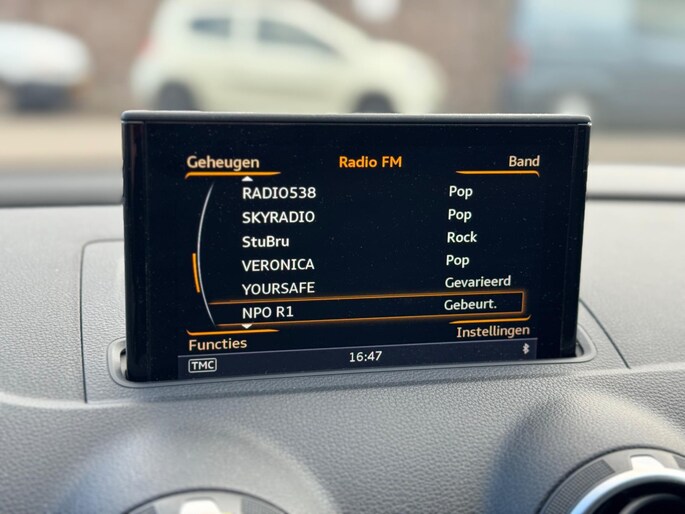 Geheugen Radio FM Band
RADIO538 Pop
SKYRADIO Pop
StuBru Rock
VERONICA Pop
YOURSAFE Gevarieerd
NPO R1 Gebeurt.
Functies Instellingen
TMC 16:47